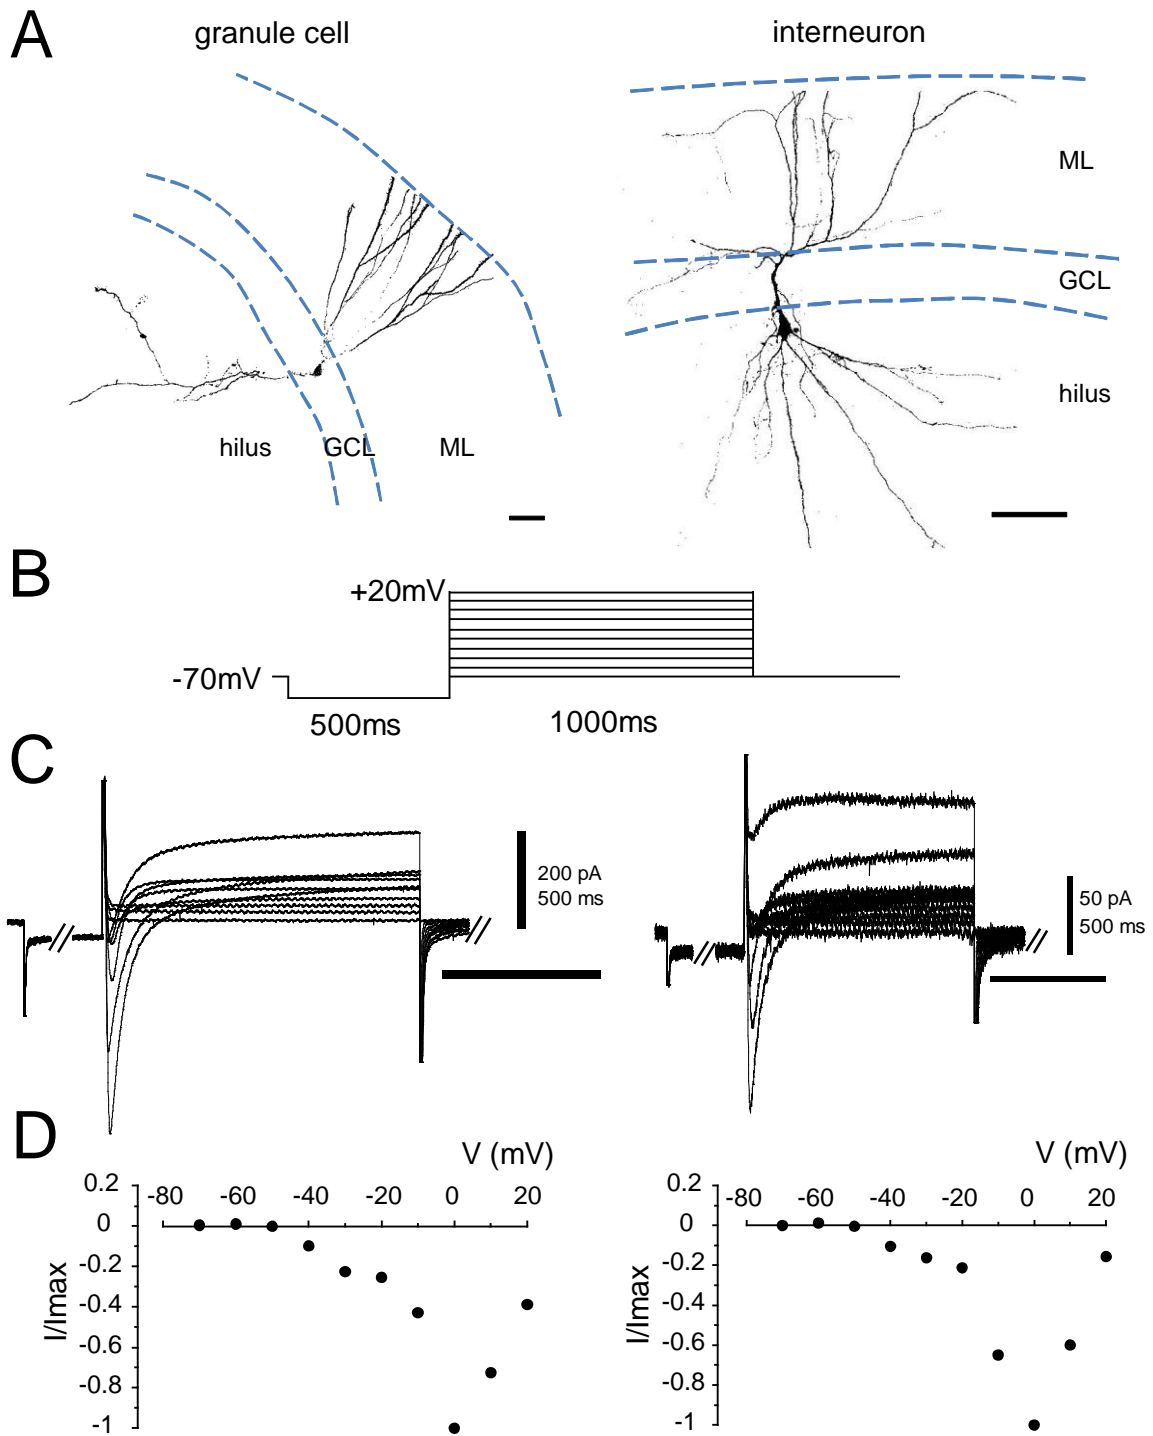 A
granule cell
interneuron
ML
GCL
hilus
hilus GCL ML
B
+20mV
-70mV
500ms
1000ms
C
200 pA
500 ms
50 pA
500 ms
D
V (mV)
V (mV)
0.2
-80 -60 -40 -20 0 20
0
-0.2
-0.4
-0.6
-0.8
-1
I/Imax
0.2
-80 -60 -40 -20 0 20
0
-0.2
-0.4
-0.6
-0.8
-1
I/Imax